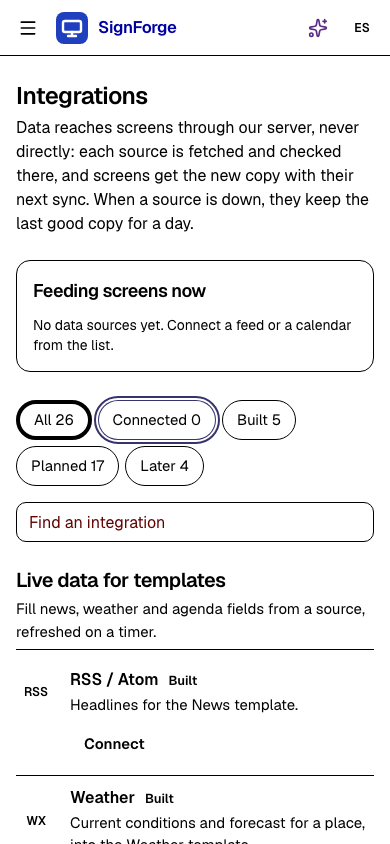 SignForge
ES
Integrations
Data reaches screens through our server, never
directly: each source is fetched and checked
there, and screens get the new copy with their
next sync. When a source is down, they keep the
last good copy for a day.
Feeding screens now
No data sources yet. Connect a feed or a calendar
from the list.
All 26
Connected 0
Built 5
Planned 17
Later 4
Find an integration
Live data for templates
Fill news, weather and agenda fields from a source,
refreshed on a timer.
RSS
RSS / Atom Built
Headlines for the News template.
Connect
Weather Built
WX
Current conditions and forecast for a place,
into the Weather template.